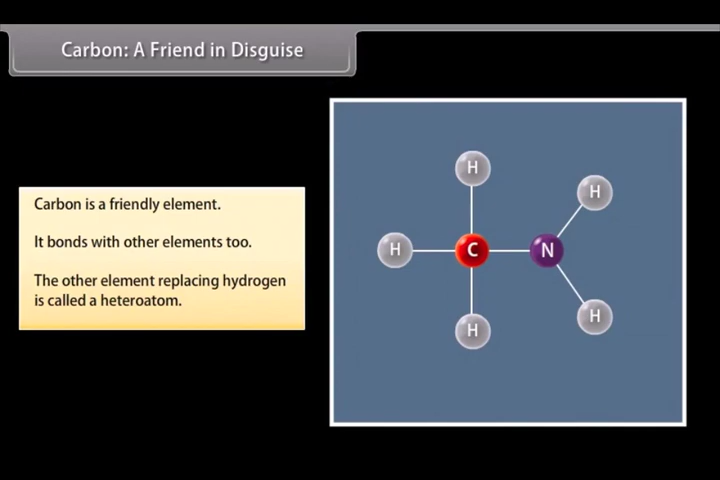 Carbon: A Friend in Disguise
Carbon is a friendly element.
It bonds with other elements too.
The other element replacing hydrogen
is called a heteroatom.
H
H
H
C
N
H
H